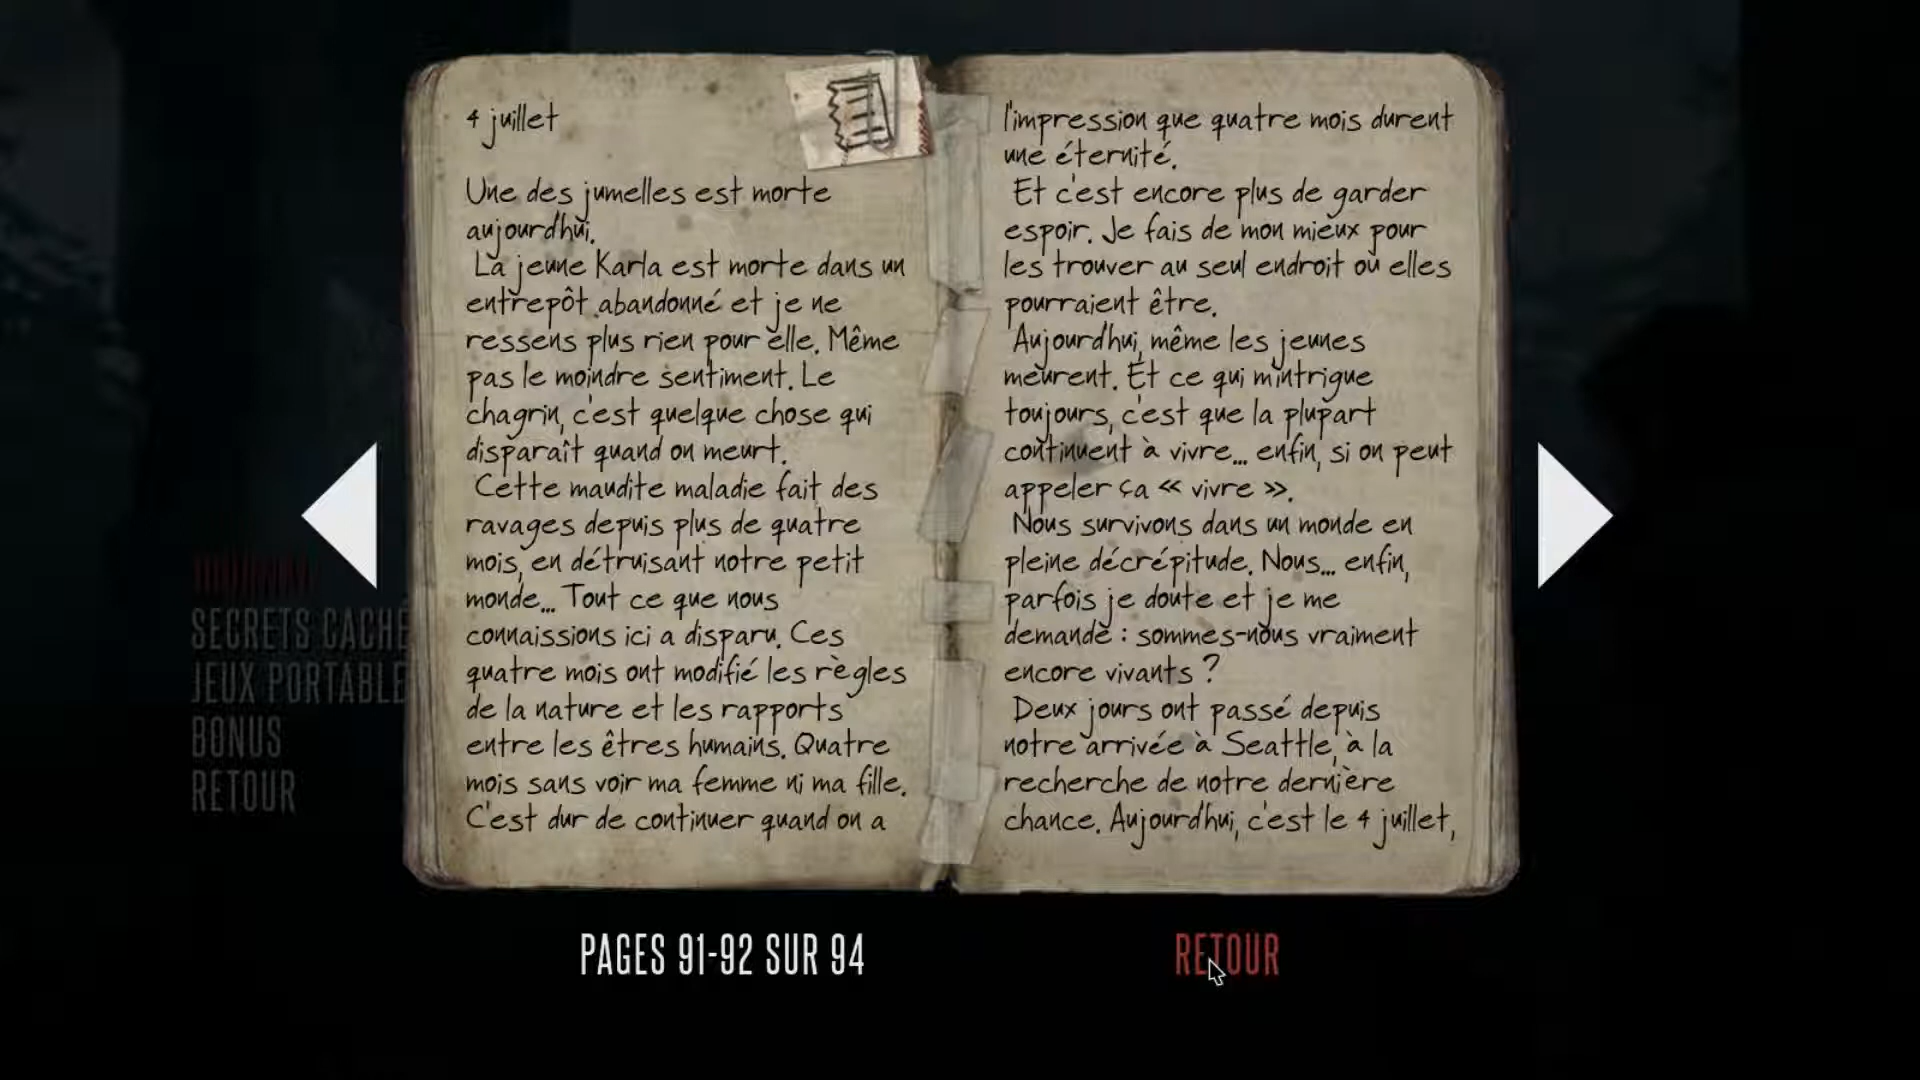 4 juillet
Une des jumelles est morte
aujourd'hui.
La jeune Karla est morte dans un
entrepôt abandonné et je ne
ressens plus rien pour elle. Même
pas le moindre sentiment. Le
chagrin, c'est quelque chose qui
disparaît quand on meurt.
Cette maudite maladie fait des
ravages depuis plus de quatre
mois, en détruisant notre petit
monde... Tout ce que nous
connaissions ici a disparu. Ces
quatre mois ont modifié les règles
de la nature et les rapports
entre les êtres humains. Quatre
mois sans voir ma femme ni ma fille.
C'est dur de continuer quand on a
l'impression que quatre mois durent
une éternité.
Et c'est encore plus de garder
espoir. Je fais de mon mieux pour
les trouver au seul endroit où elles
pourraient être.
Aujourd'hui, même les jeunes
meurent. Et ce qui m'intrigue
toujours, c'est que la plupart
continuent à vivre... enfin, si on peut
appeler ça « vivre ».
Nous survivons dans un monde en
pleine décrépitude. Nous... enfin,
parfois je doute et je me
demande : sommes-nous vraiment
encore vivants ?
Deux jours ont passé depuis
notre arrivée à Seattle, à la
recherche de notre dernière
chance. Aujourd'hui, c'est le 4 juillet,
SECRETS CACHÉ
JEUX PORTABLE
BONUS
RETOUR
PAGES 91-92 SUR 94
RETOUR